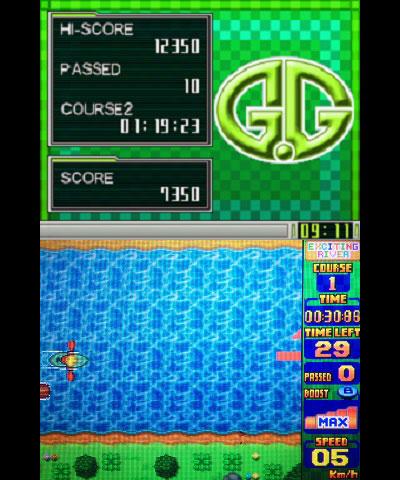 HI-SCORE
12350
PASSED
10
COURSE2
01:19:23
G.G
SCORE
7350
09:11
EXCITING
RIVER
COURSE
1
TIME
00:30:88
TIME LEFT
29
PASSED 0
BOOST B
MAX
SPEED
05
Km/h